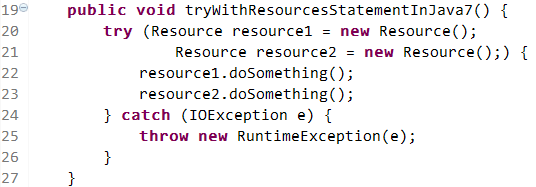 19 public void tryWithResourcesStatementInJava7() {
20 try (Resource resource1 = new Resource();
21 Resource resource2 = new Resource();) {
22 resource1.doSomething();
23 resource2.doSomething();
24 } catch (IOException e) {
25 throw new RuntimeException(e);
26 }
27 }